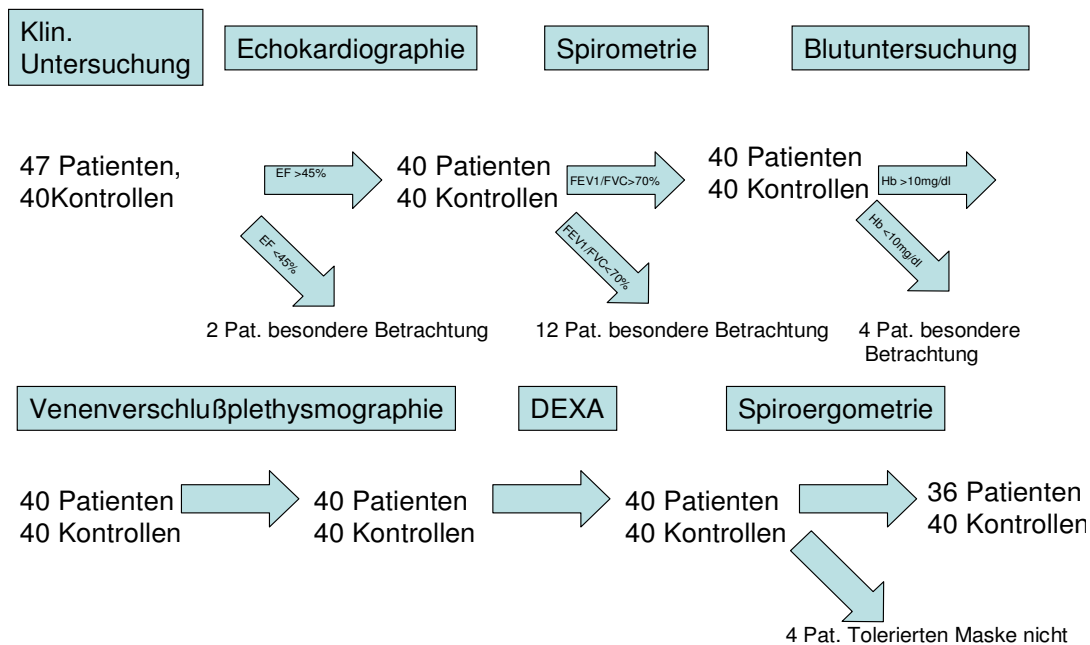 Klin.
Untersuchung
Echokardiographie
Spirometrie
Blutuntersuchung
47 Patienten,
40Kontrollen
EF >45%
EF <45%
40 Patienten
40 Kontrollen
FEV1/FVC>70%
FEV1/FVC<70%
40 Patienten
40 Kontrollen
Hb >10mg/dl
Hb <10mg/dl
2 Pat. besondere Betrachtung
12 Pat. besondere Betrachtung
4 Pat. besondere
Betrachtung
Venenverschlußplethysmographie
DEXA
Spiroergometrie
40 Patienten
40 Kontrollen
40 Patienten
40 Kontrollen
40 Patienten
40 Kontrollen
36 Patienten
40 Kontrollen
4 Pat. Tolerierten Maske nicht